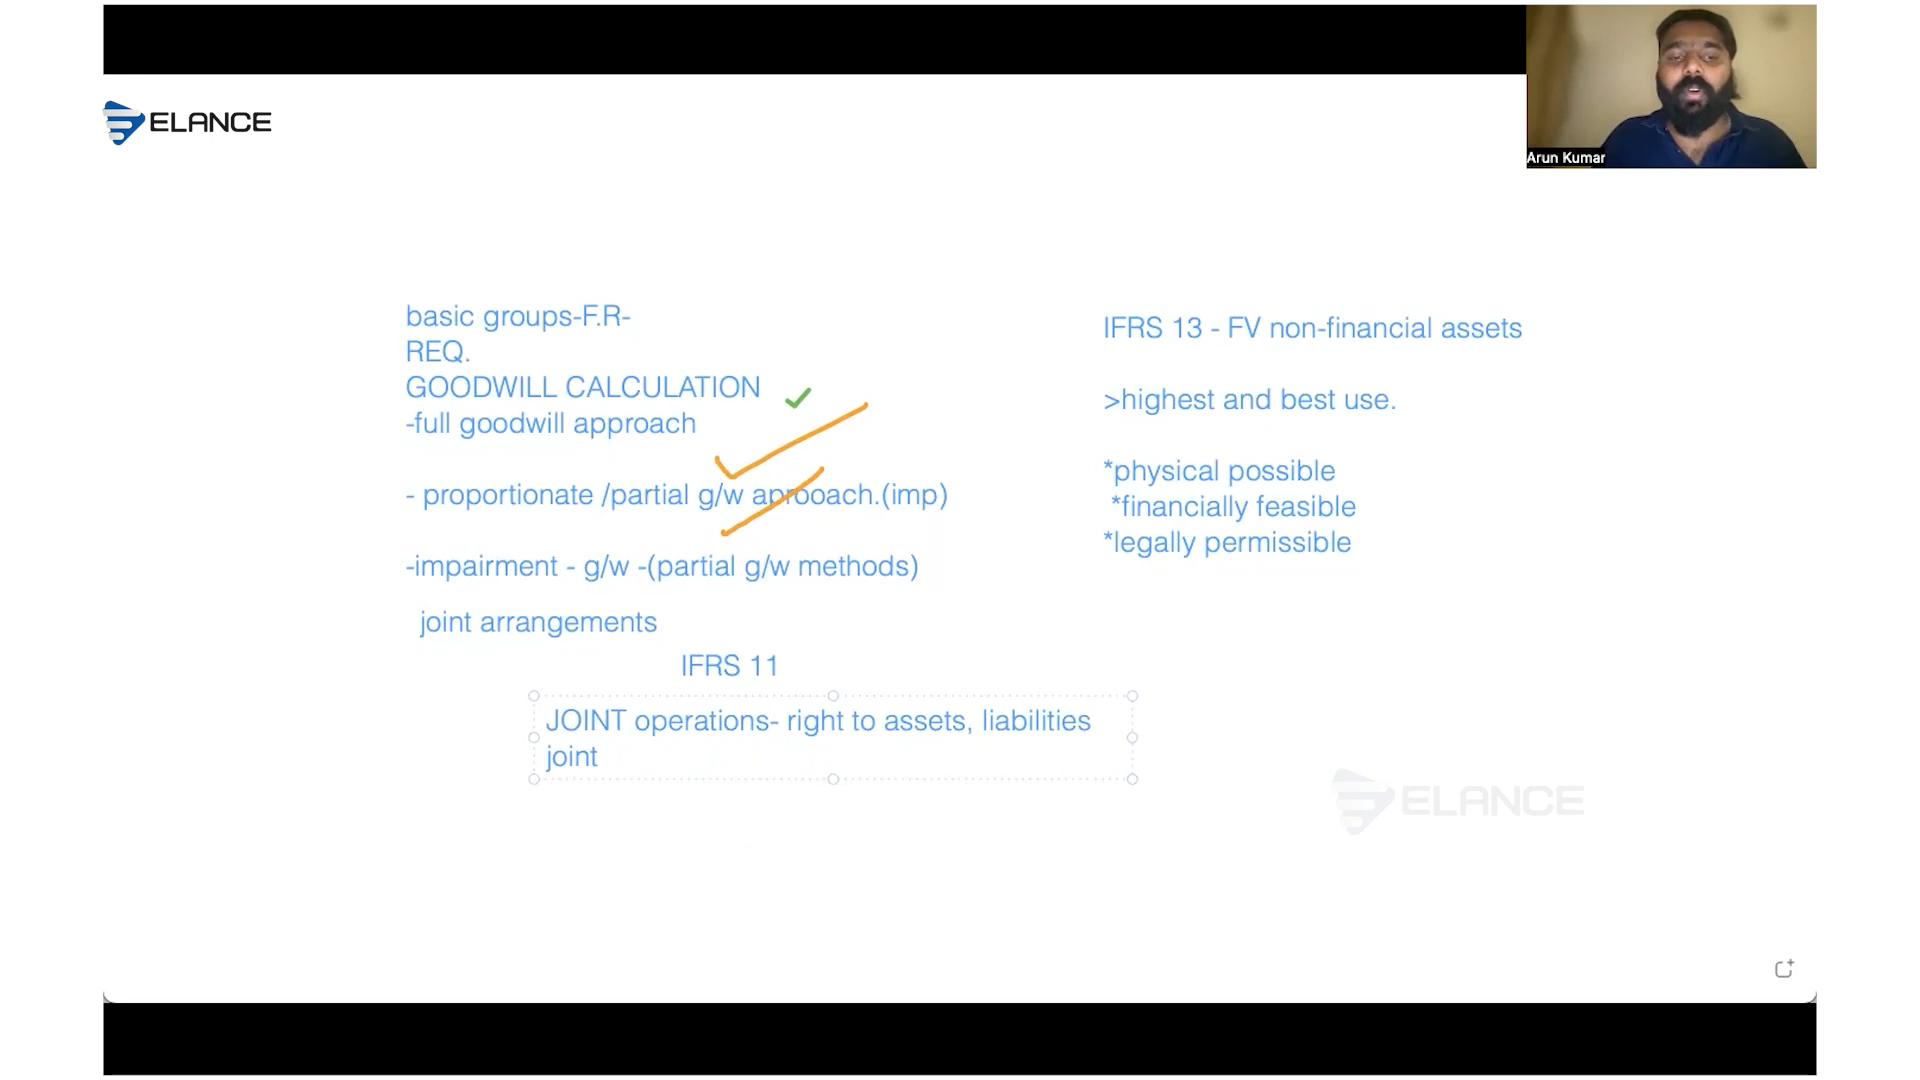 ELANCE
Arun Kumar
basic groups-F.R-
REQ.
GOODWILL CALCULATION
-full goodwill approach
- proportionate /partial g/w aprooach.(imp)
-impairment - g/w -(partial g/w methods)
joint arrangements
IFRS 11
JOINT operations- right to assets, liabilities
joint
IFRS 13 - FV non-financial assets
>highest and best use.
*physical possible
*financially feasible
*legally permissible
ELANCE